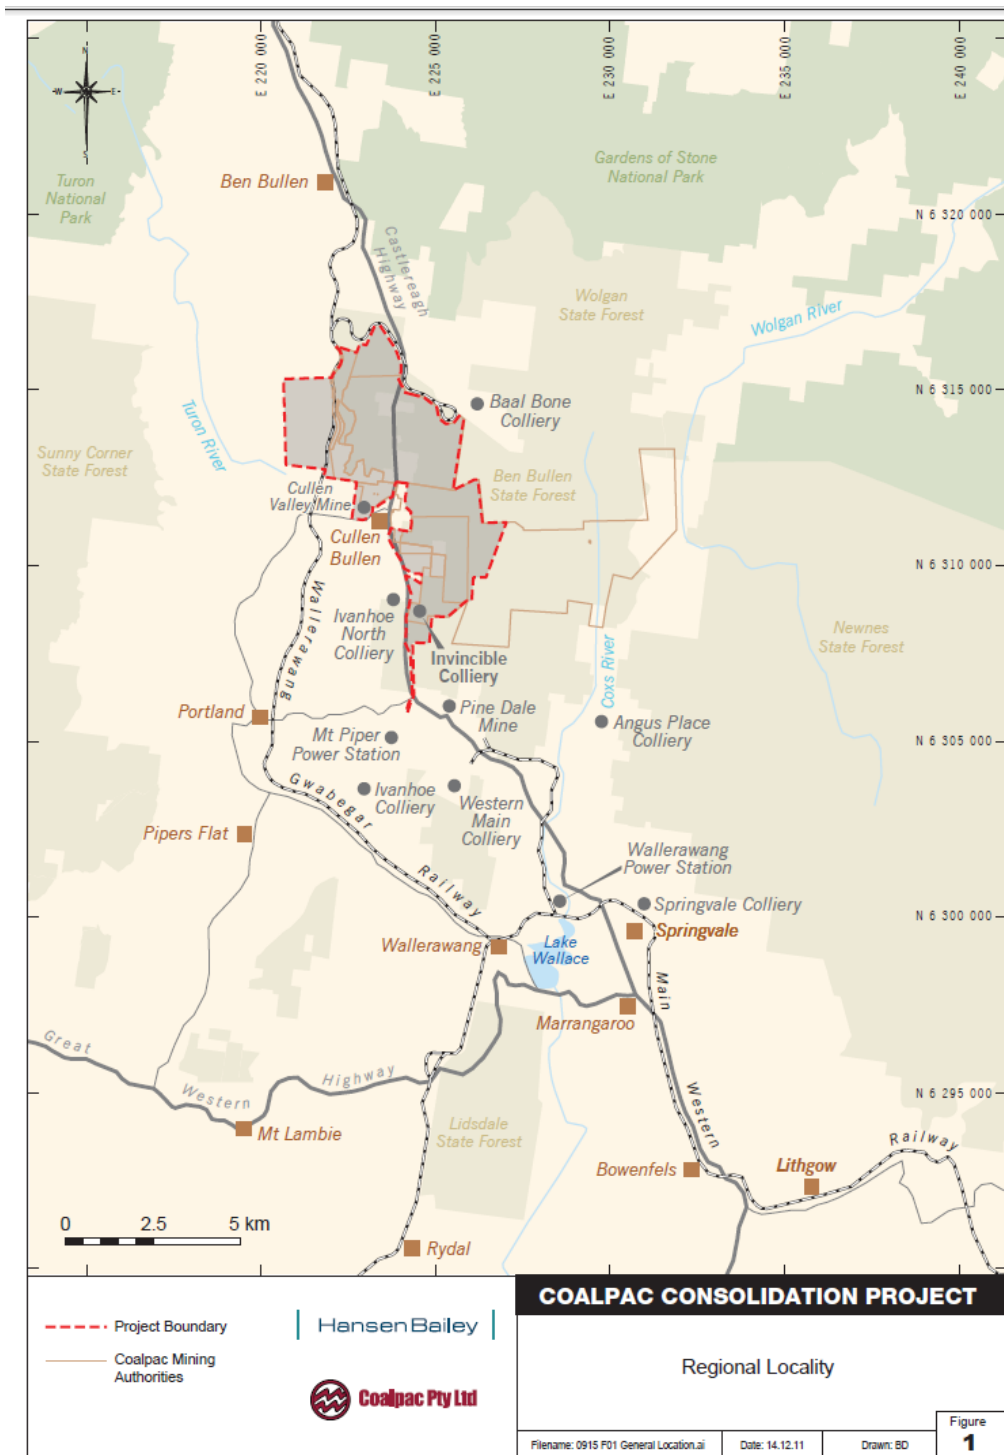 N
W
E
S
E 220 000
E 225 000
E 230 000
E 235 000
E 240 000
Turon
National
Park
Ben Bullen
Gardens of Stone
National Park
N 6 320 000
Castlereagh
Highway
Wolgan
State Forest
Wolgan River
N 6 315 000
Baal Bone
Colliery
Turon River
Sunny Corner
State Forest
Cullen
Valley Mine
Ben Bullen
State Forest
Cullen
Bullen
N 6 310 000
Ivanhoe
North
Colliery
Invincible
Colliery
Newnes
State Forest
Coxs River
Wallerawang
Portland
Pine Dale
Mine
Angus Place
Colliery
N 6 305 000
Mt Piper
Power Station
Ivanhoe
Colliery
Western
Main
Colliery
Gwabegar
Railway
Pipers Flat
Wallerawang
Power Station
Springvale Colliery
N 6 300 000
Springvale
Wallerawang
Lake
Wallace
Main
Marrangaroo
Great
Western
Highway
N 6 295 000
Mt Lambie
Lidsdale
State Forest
Western
Railway
Bowenfels
Lithgow
0 2.5 5 km
Rydal
Project Boundary
Coalpac Mining
Authorities
Hansen Bailey
Coalpac Pty Ltd
COALPAC CONSOLIDATION PROJECT
Regional Locality
Figure
1
Filename: 0915 F01 General Location.ai
Date: 14.12.11
Drawn: BD